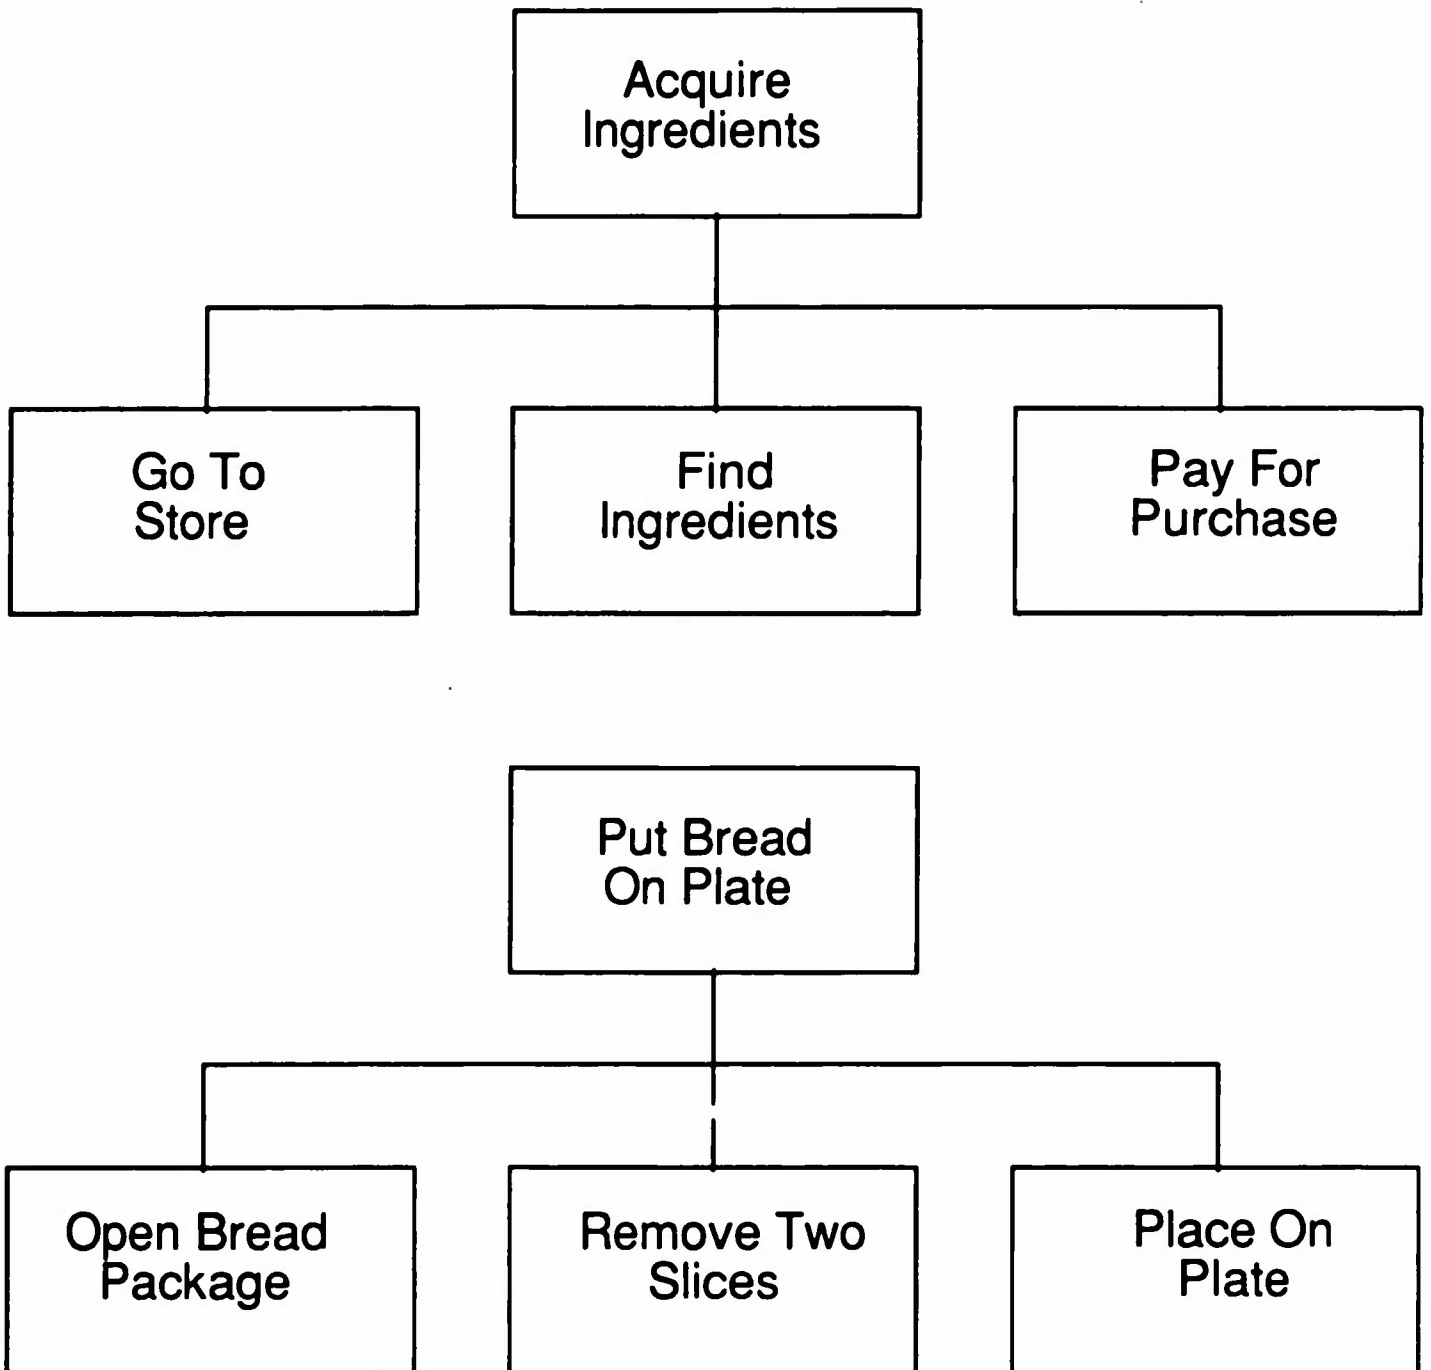 Acquire
Ingredients
Go To
Store
Find
Ingredients
Pay For
Purchase
Put Bread
On Plate
Open Bread
Package
Remove Two
Slices
Place On
Plate